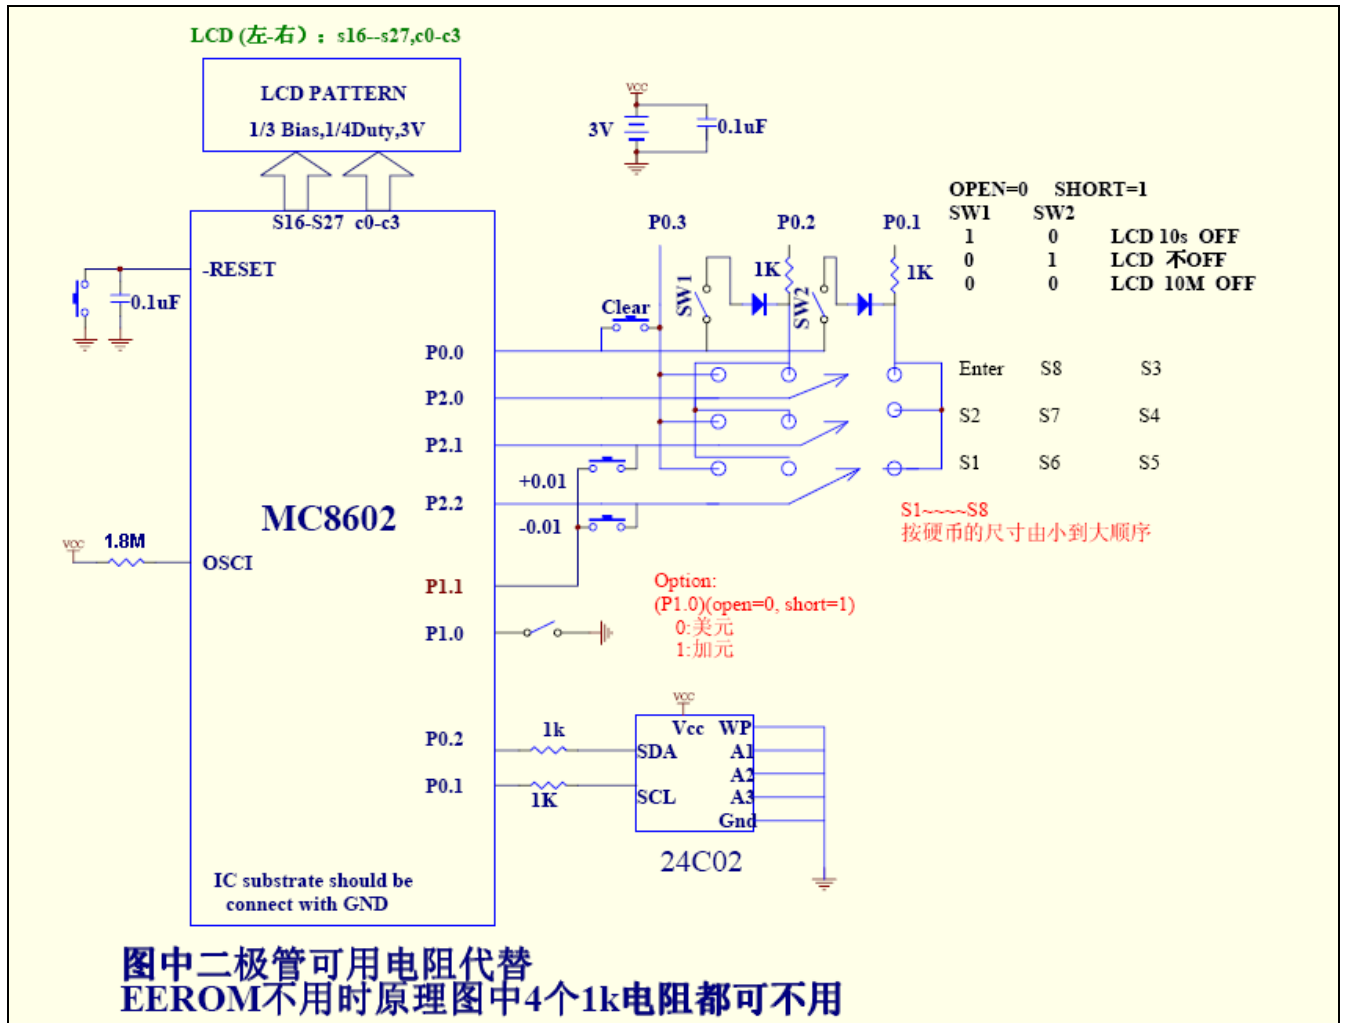 LCD (左-右) : s16--s27,c0-c3
LCD PATTERN
1/3 Bias,1/4Duty,3V
S16-S27 c0-c3
VCC
3V
0.1uF
OPEN=0 SHORT=1
SW1 SW2
1 0 LCD 10s OFF
0 1 LCD 不OFF
0 0 LCD 10M OFF
P0.3
P0.2
P0.1
1K
1K
SW1
SW2
Clear
-RESET
0.1uF
P0.0
P2.0
P2.1
P2.2
+0.01
-0.01
Enter S8 S3
S2 S7 S4
S1 S6 S5
S1~~~~S8
按硬币的尺寸由小到大顺序
MC8602
VCC
1.8M
OSCI
P1.1
P1.0
Option:
(P1.0)(open=0, short=1)
0:美元
1:加元
P0.2
P0.1
1k
1K
VCC
Vcc WP
SDA A1
A2
SCL A3
Gnd
24C02
IC substrate should be
connect with GND
图中二极管可用电阻代替
EEROM不用时原理图中4个1k电阻都可不用